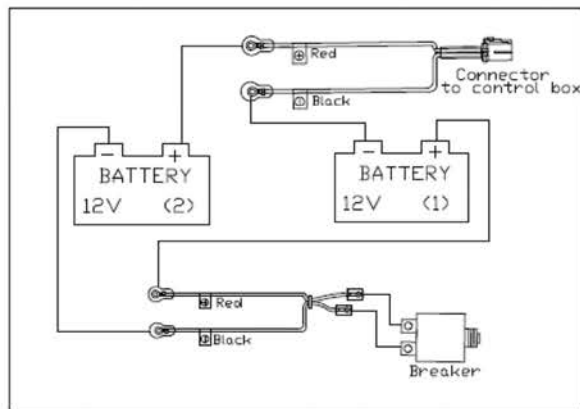 Red
Connector
to control box
Black
- +
BATTERY
12V (2)
- +
BATTERY
12V (1)
Red
Black
Breaker